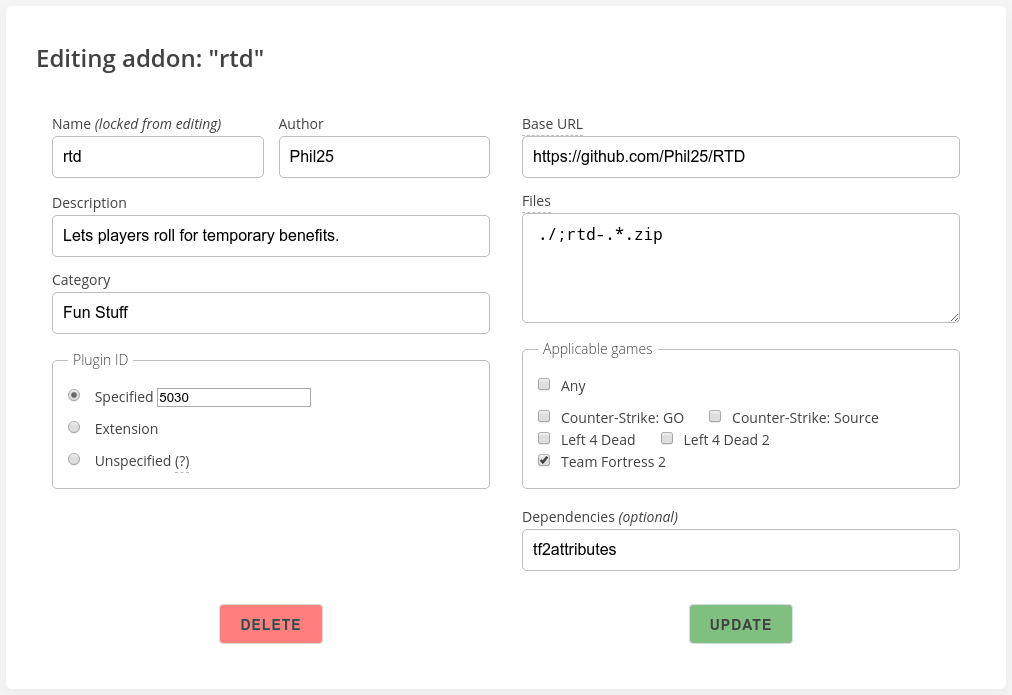 Editing addon: "rtd"
Name (locked from editing)
rtd
Author
Phil25
Description
Lets players roll for temporary benefits.
Category
Fun Stuff
Plugin ID
Specified 5030
Extension
Unspecified (?)
Base URL
https://github.com/Phil25/RTD
Files
./;rtd-.*.zip
Applicable games
Any
Counter-Strike: GO Counter-Strike: Source
Left 4 Dead Left 4 Dead 2
Team Fortress 2
Dependencies (optional)
tf2attributes
DELETE
UPDATE